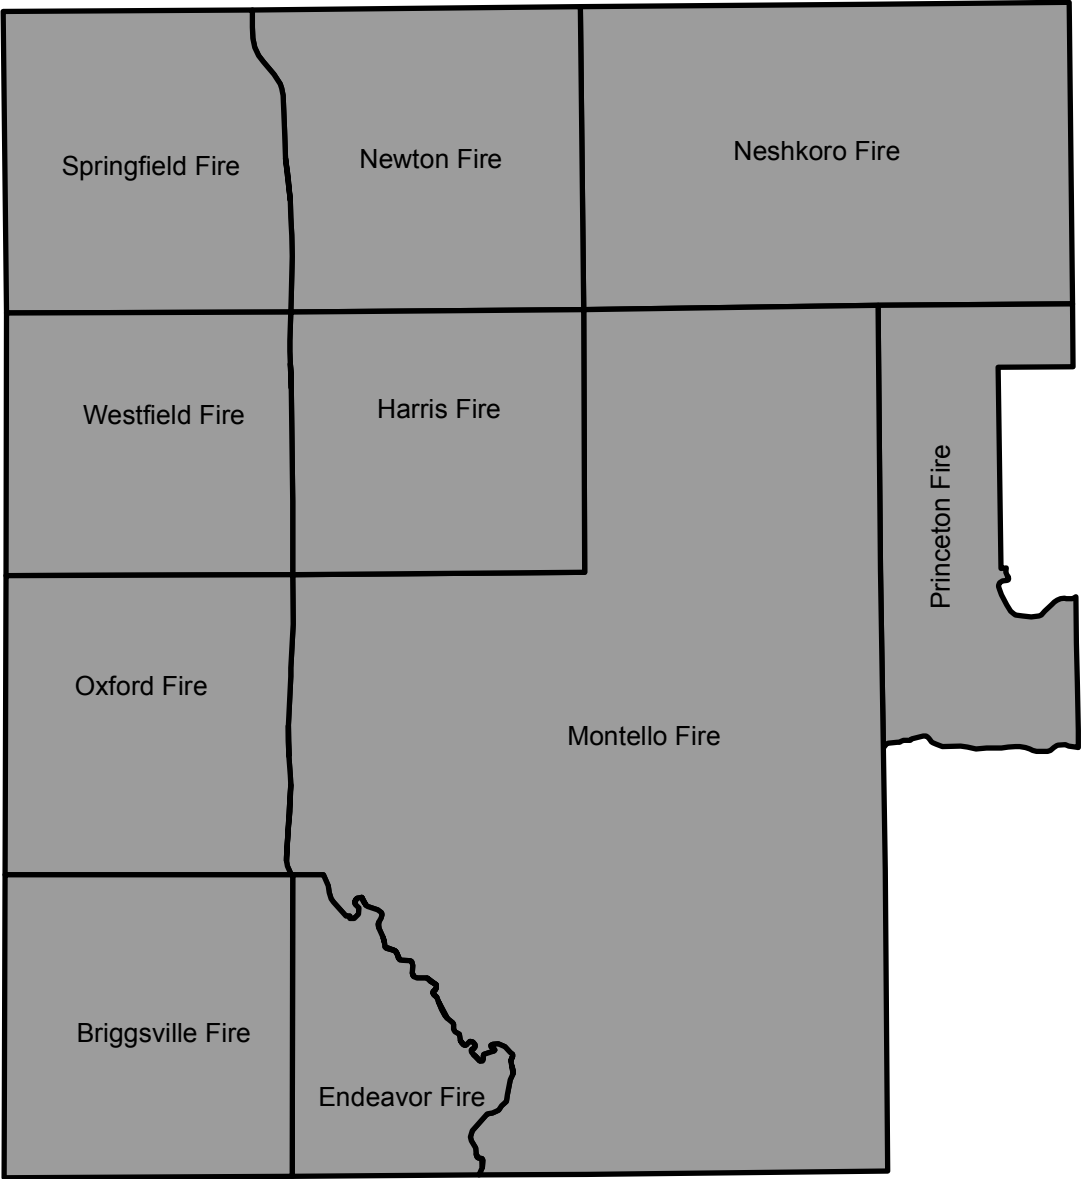 Springfield Fire
Newton Fire
Neshkoro Fire
Westfield Fire
Harris Fire
Princeton Fire
Oxford Fire
Montello Fire
Briggsville Fire
Endeavor Fire